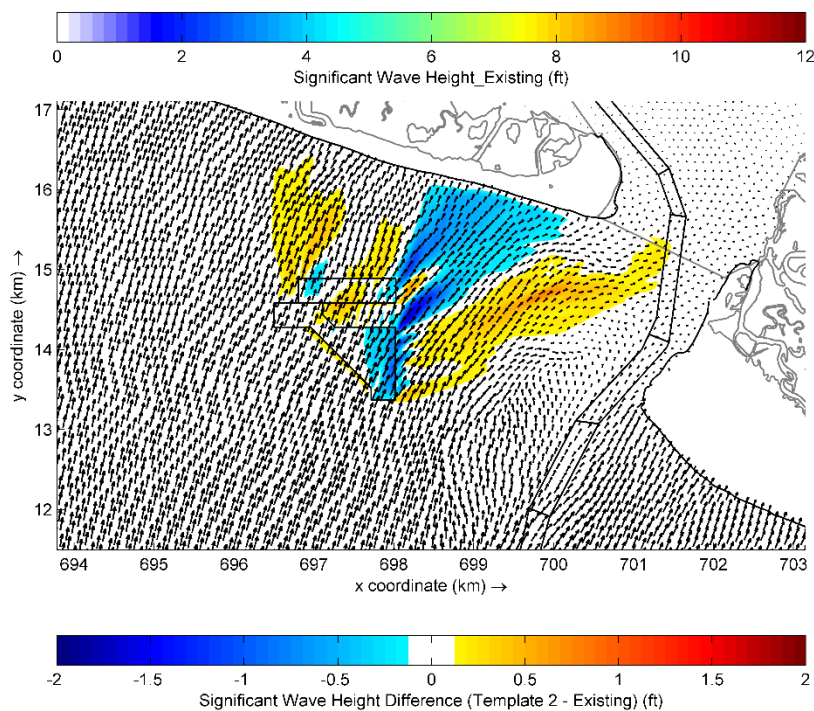 0 2 4 6 8 10 12
Significant Wave Height_Existing (ft)
17
16
15
14
13
12
y coordinate (km) →
694 695 696 697 698 699 700 701 702 703
x coordinate (km) →
-2 -1.5 -1 -0.5 0 0.5 1 1.5 2
Significant Wave Height Difference (Template 2 - Existing) (ft)